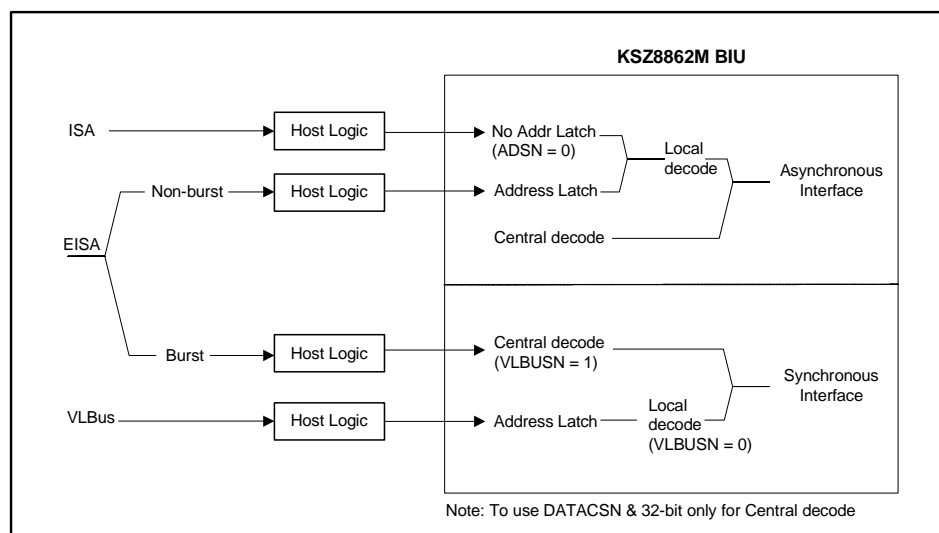 KSZ8862M BIU
ISA
Host Logic
No Addr Latch
(ADSN = 0)
Local
decode
Asynchronous
Interface
EISA
Non-burst
Host Logic
Address Latch
Central decode
Burst
Host Logic
Central decode
(VLBUSN = 1)
Synchronous
Interface
VLBus
Host Logic
Address Latch
Local
decode
(VLBUSN = 0)
Note: To use DATACSN & 32-bit only for Central decode